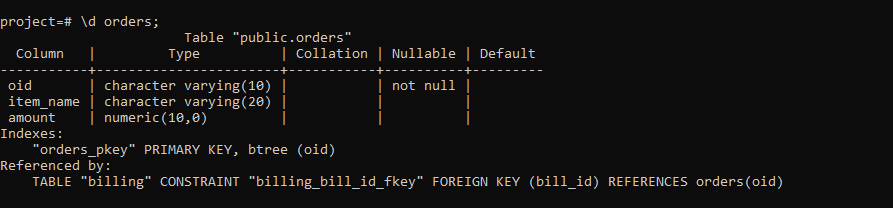 project=# \d orders;
                      Table "public.orders"
  Column   |         Type          | Collation | Nullable | Default
-----------+-----------------------+-----------+----------+---------
 oid       | character varying(10) |           | not null |
 item_name | character varying(20) |           |          |
 amount    | numeric(10,0)         |           |          |
Indexes:
    "orders_pkey" PRIMARY KEY, btree (oid)
Referenced by:
    TABLE "billing" CONSTRAINT "billing_bill_id_fkey" FOREIGN KEY (bill_id) REFERENCES orders(oid)